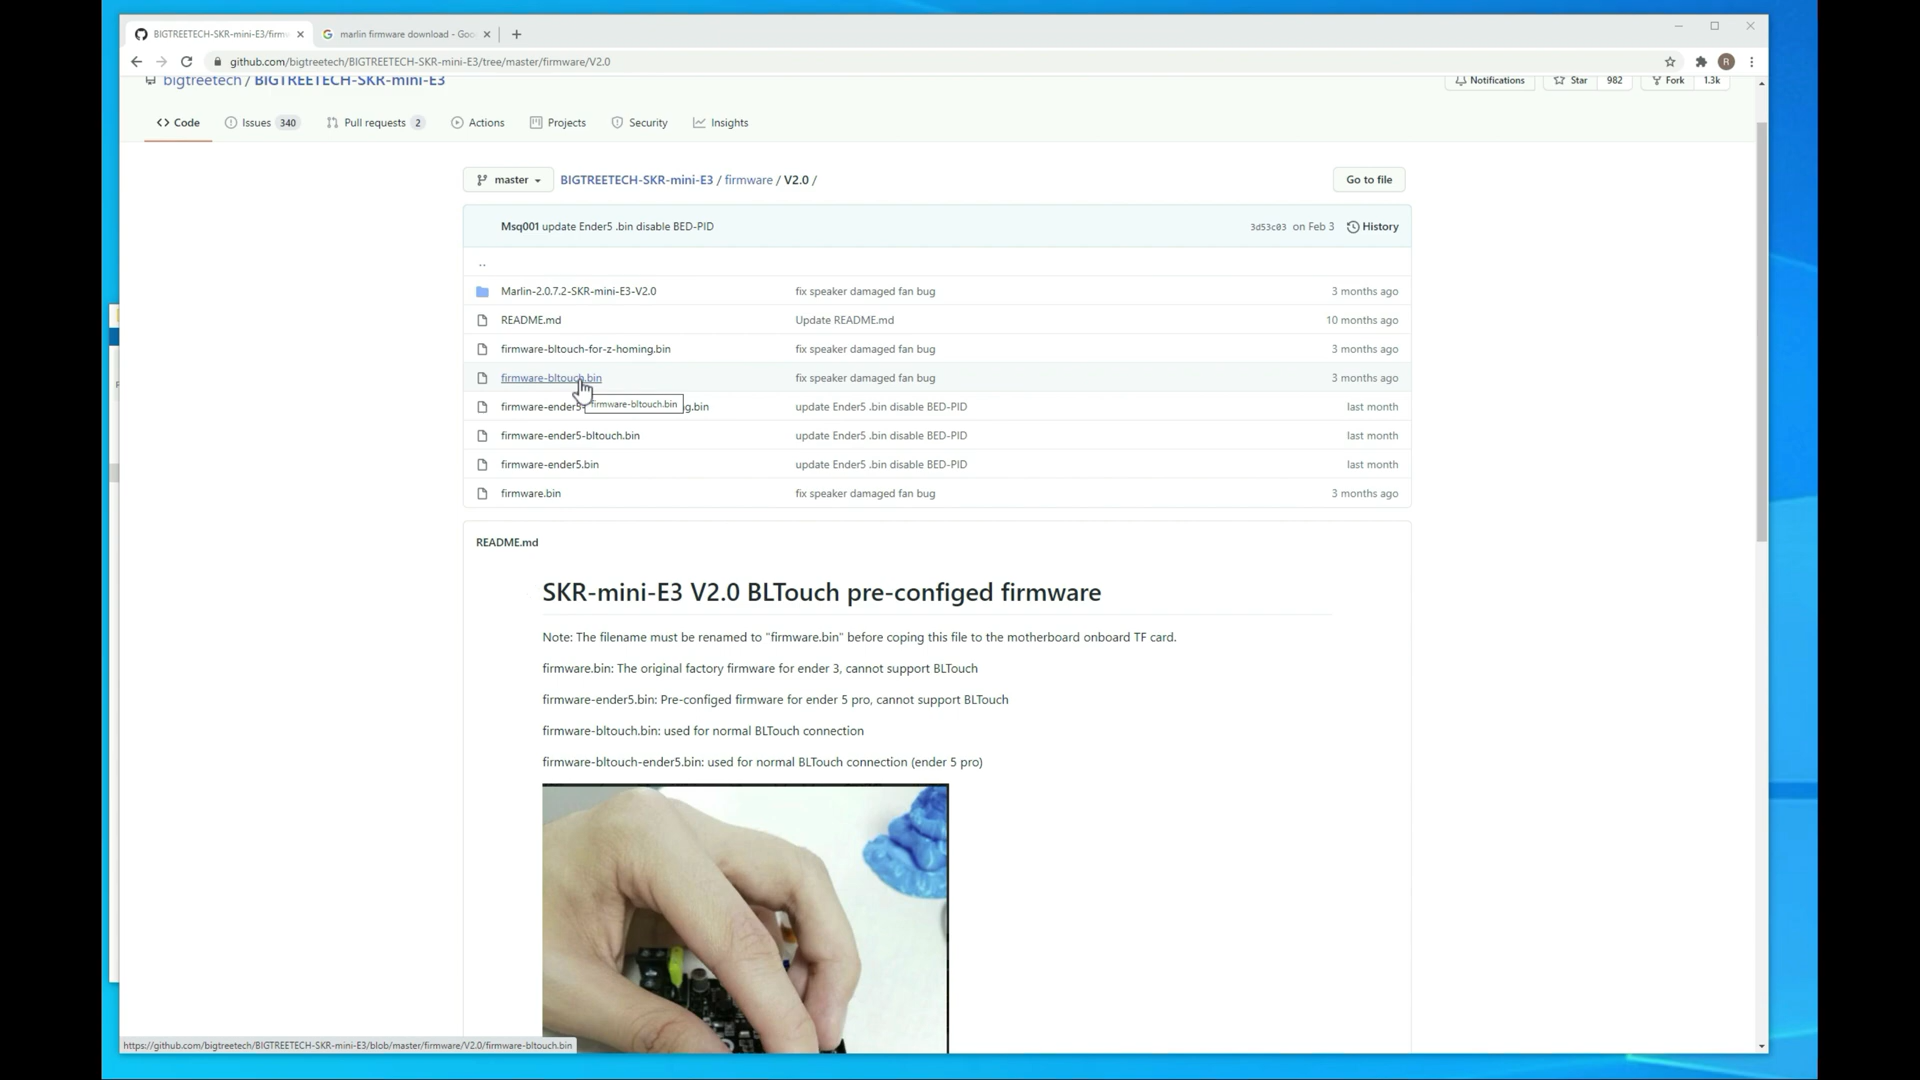 BIGTREETECH-SKR-mini-E3/firmw
marlin firmware download - Goo
github.com/bigtreetech/BIGTREETECH-SKR-mini-E3/tree/master/firmware/V2.0
R
bigtreetech / BIGTREETECH-SKR-mini-E3
Notifications
Star 982
Fork 1.3k
<> Code
Issues 340
Pull requests 2
Actions
Projects
Security
Insights
master
BIGTREETECH-SKR-mini-E3 / firmware / V2.0 /
Go to file
Msq001 update Ender5 .bin disable BED-PID
3d53c03 on Feb 3
History
..
Marlin-2.0.7.2-SKR-mini-E3-V2.0 fix speaker damaged fan bug 3 months ago
README.md Update README.md 10 months ago
firmware-bltouch-for-z-homing.bin fix speaker damaged fan bug 3 months ago
firmware-bltouch.bin fix speaker damaged fan bug 3 months ago
firmware-bltouch.bin
firmware-ender5- g.bin update Ender5 .bin disable BED-PID last month
firmware-ender5-bltouch.bin update Ender5 .bin disable BED-PID last month
firmware-ender5.bin update Ender5 .bin disable BED-PID last month
firmware.bin fix speaker damaged fan bug 3 months ago
README.md
SKR-mini-E3 V2.0 BLTouch pre-configed firmware
Note: The filename must be renamed to "firmware.bin" before coping this file to the motherboard onboard TF card.
firmware.bin: The original factory firmware for ender 3, cannot support BLTouch
firmware-ender5.bin: Pre-configed firmware for ender 5 pro, cannot support BLTouch
firmware-bltouch.bin: used for normal BLTouch connection
firmware-bltouch-ender5.bin: used for normal BLTouch connection (ender 5 pro)
https://github.com/bigtreetech/BIGTREETECH-SKR-mini-E3/blob/master/firmware/V2.0/firmware-bltouch.bin